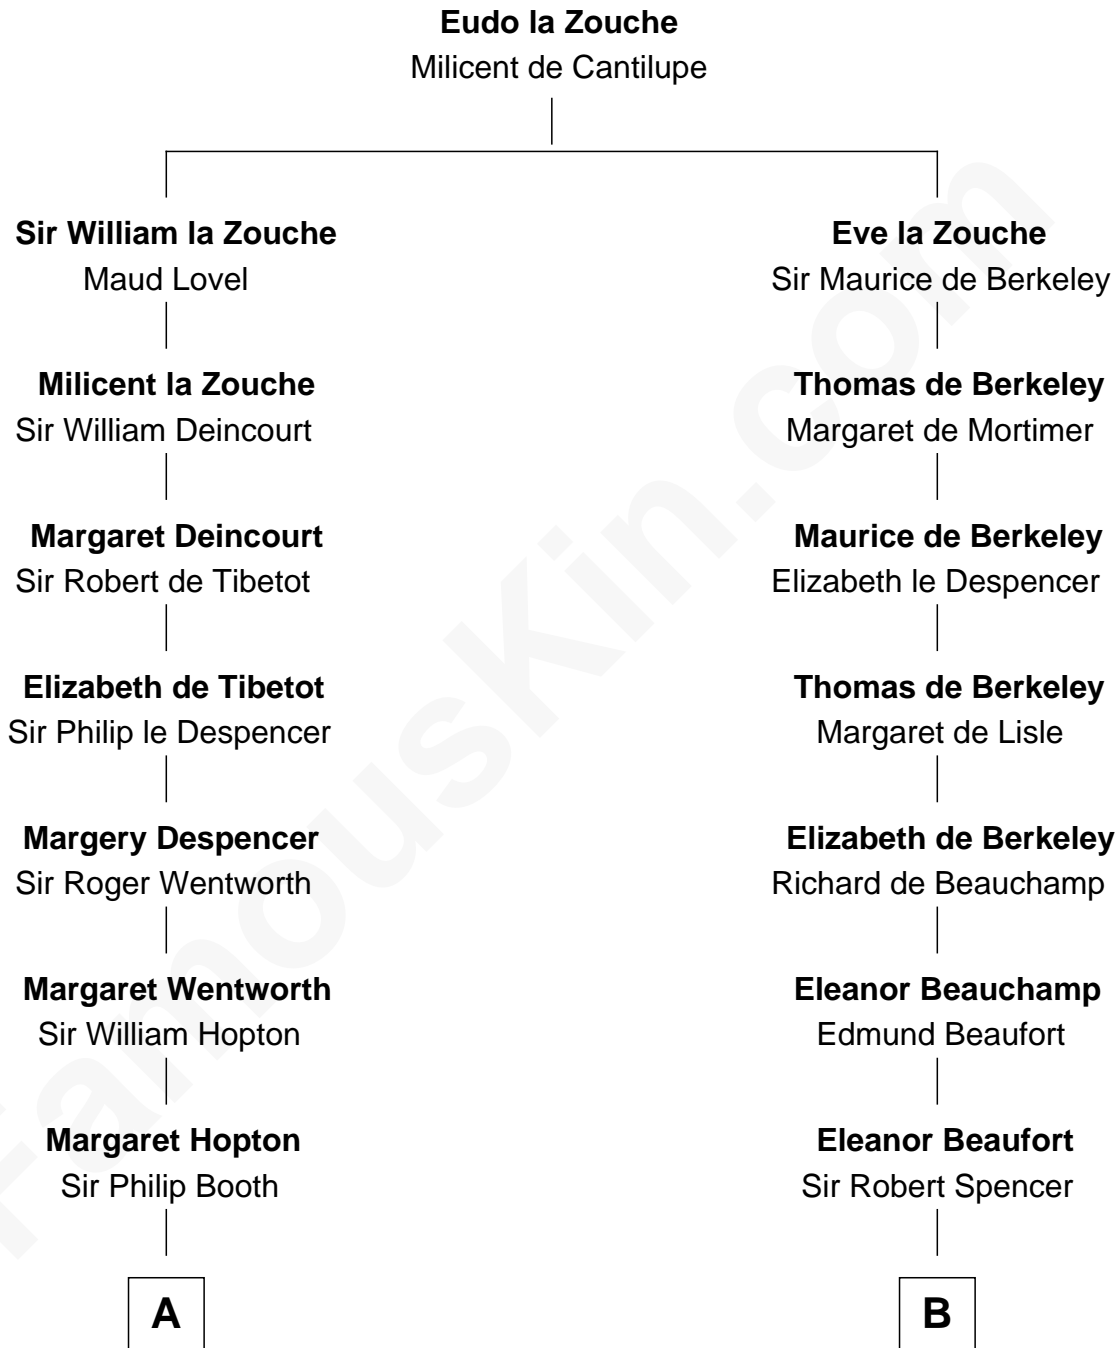 Eudo la Zouche
Milicent de Cantilupe
Sir William la Zouche
Maud Lovel
Milicent la Zouche
Sir William Deincourt
Margaret Deincourt
Sir Robert de Tibetot
Elizabeth de Tibetot
Sir Philip le Despencer
Margery Despencer
Sir Roger Wentworth
Margaret Wentworth
Sir William Hopton
Margaret Hopton
Sir Philip Booth
A
Eve la Zouche
Sir Maurice de Berkeley
Thomas de Berkeley
Margaret de Mortimer
Maurice de Berkeley
Elizabeth le Despencer
Thomas de Berkeley
Margaret de Lisle
Elizabeth de Berkeley
Richard de Beauchamp
Eleanor Beauchamp
Edmund Beaufort
Eleanor Beaufort
Sir Robert Spencer
B
FamousKin.com